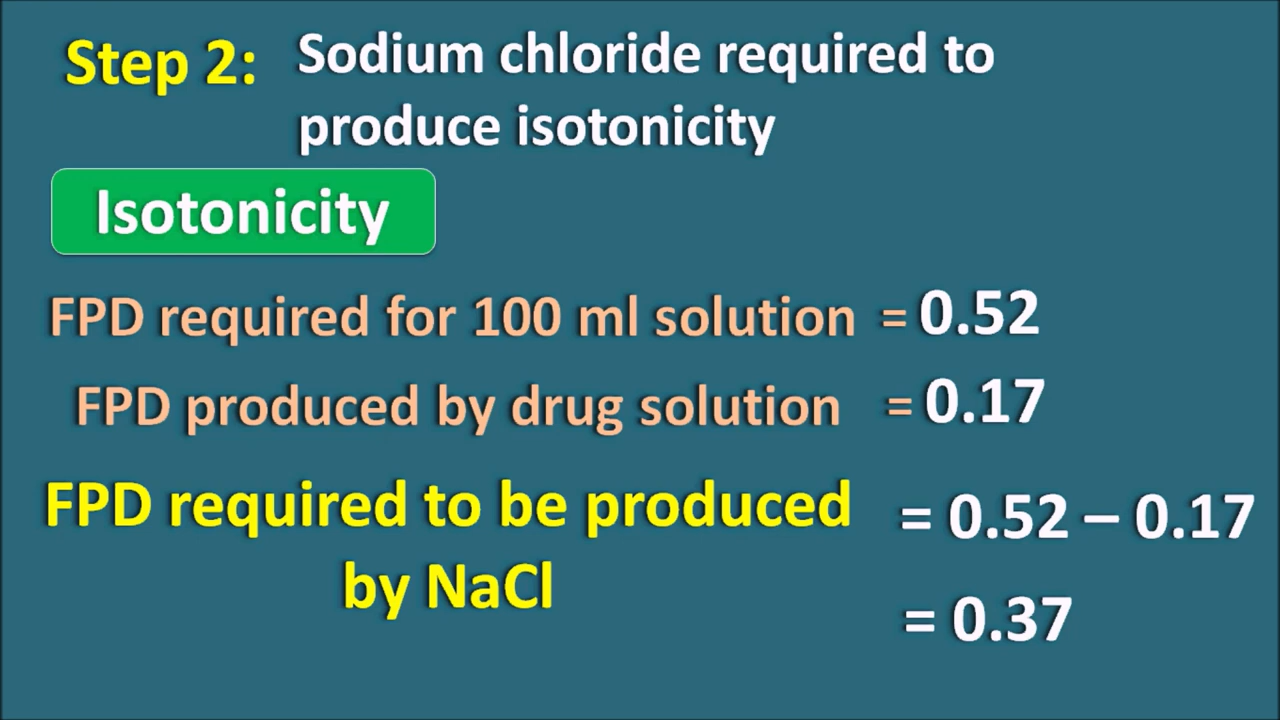 Step 2: Sodium chloride required to
produce isotonicity
Isotonicity
FPD required for 100 ml solution = 0.52
FPD produced by drug solution = 0.17
FPD required to be produced = 0.52 – 0.17
by NaCl
= 0.37